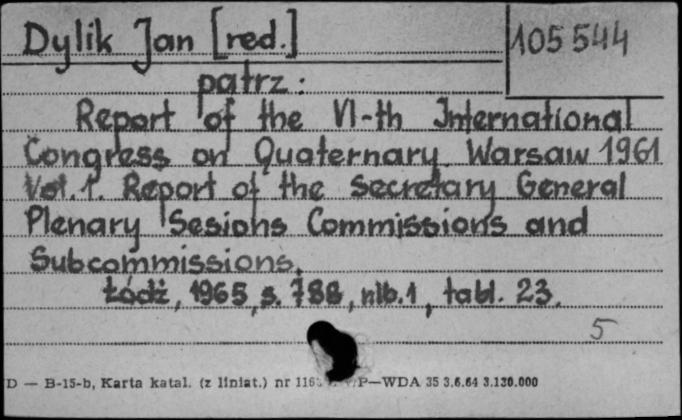 Dylik Jan [red.]
105 544
patrz:
Report of the VI-th International
Congress on Quaternary. Warsaw 1961
Vol. 1. Report of the Secretary General
Plenary Sesions Commissions and
Subcommissions.
Łódź, 1965, s. 788, nlb. 1, tabl. 23.
5
D — B-15-b, Karta katal. (z liniat.) nr P—WDA 35 3.6.64 3.130.000